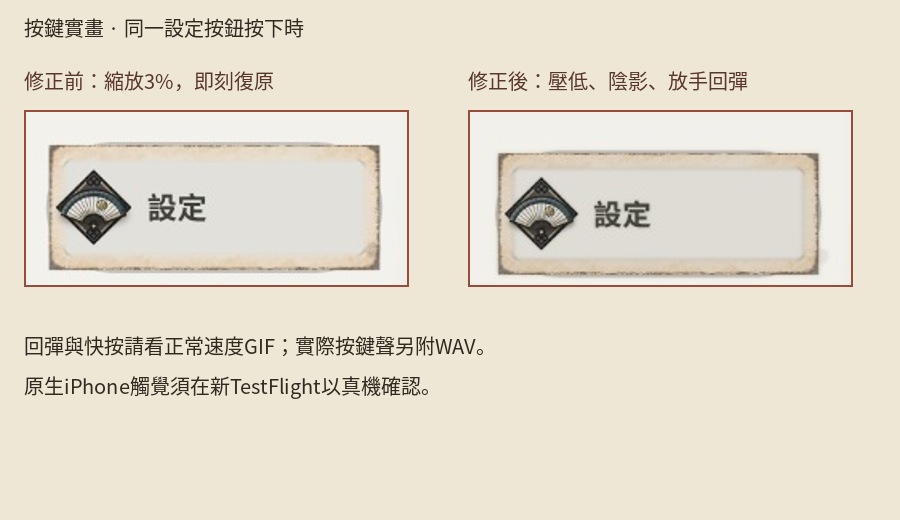 按鍵實畫 · 同一設定按鈕按下時
修正前：縮放3%，即刻復原
修正後：壓低、陰影、放手回彈
設定
設定
回彈與快按請看正常速度GIF；實際按鍵聲另附WAV。
原生iPhone觸覺須在新TestFlight以真機確認。